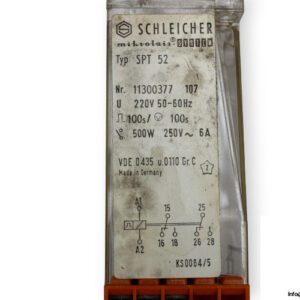 SCHLEICHER
mikrolais BERLIN
Typ SPT 52
Nr. 11300377 107
U 220V 50-60Hz
100s/ 100s
500W 250V~ 6A
VDE 0435 u.0110 Gr.C
Made in Germany
A1 15 25
A2 16 18 26 28
KS0064/5